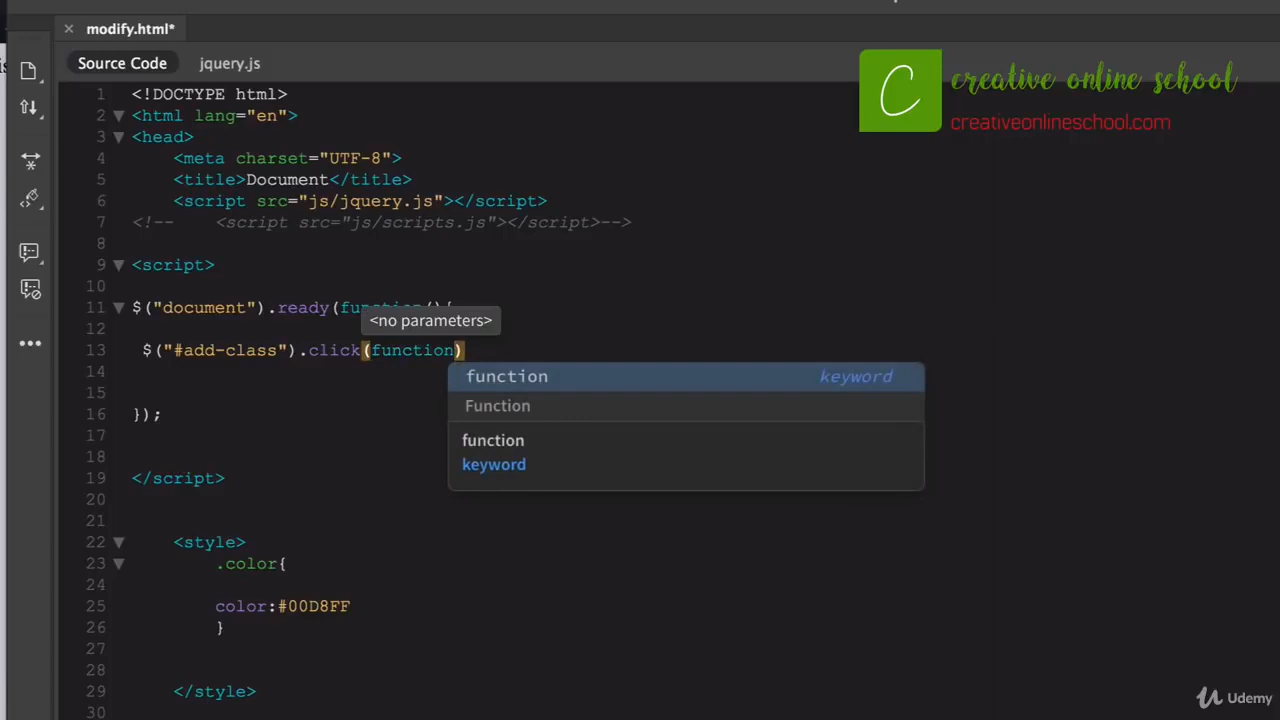 is
modify.html*
Source Code jquery.js
C creative online school
creativeonlineschool.com
1 <!DOCTYPE html>
2 <html lang="en">
3 <head>
4 <meta charset="UTF-8">
5 <title>Document</title>
6 <script src="js/jquery.js"></script>
7 <!-- <script src="js/scripts.js"></script>-->
8
9 <script>
10
11 $("document").ready(function(){
<no parameters>
12
13 $("#add-class").click(function)
14
function keyword
Function
function
keyword
15
16 });
17
18
19 </script>
20
21
22 <style>
23 .color{
24
25 color:#00D8FF
26 }
27
28
29 </style>
30
Udemy